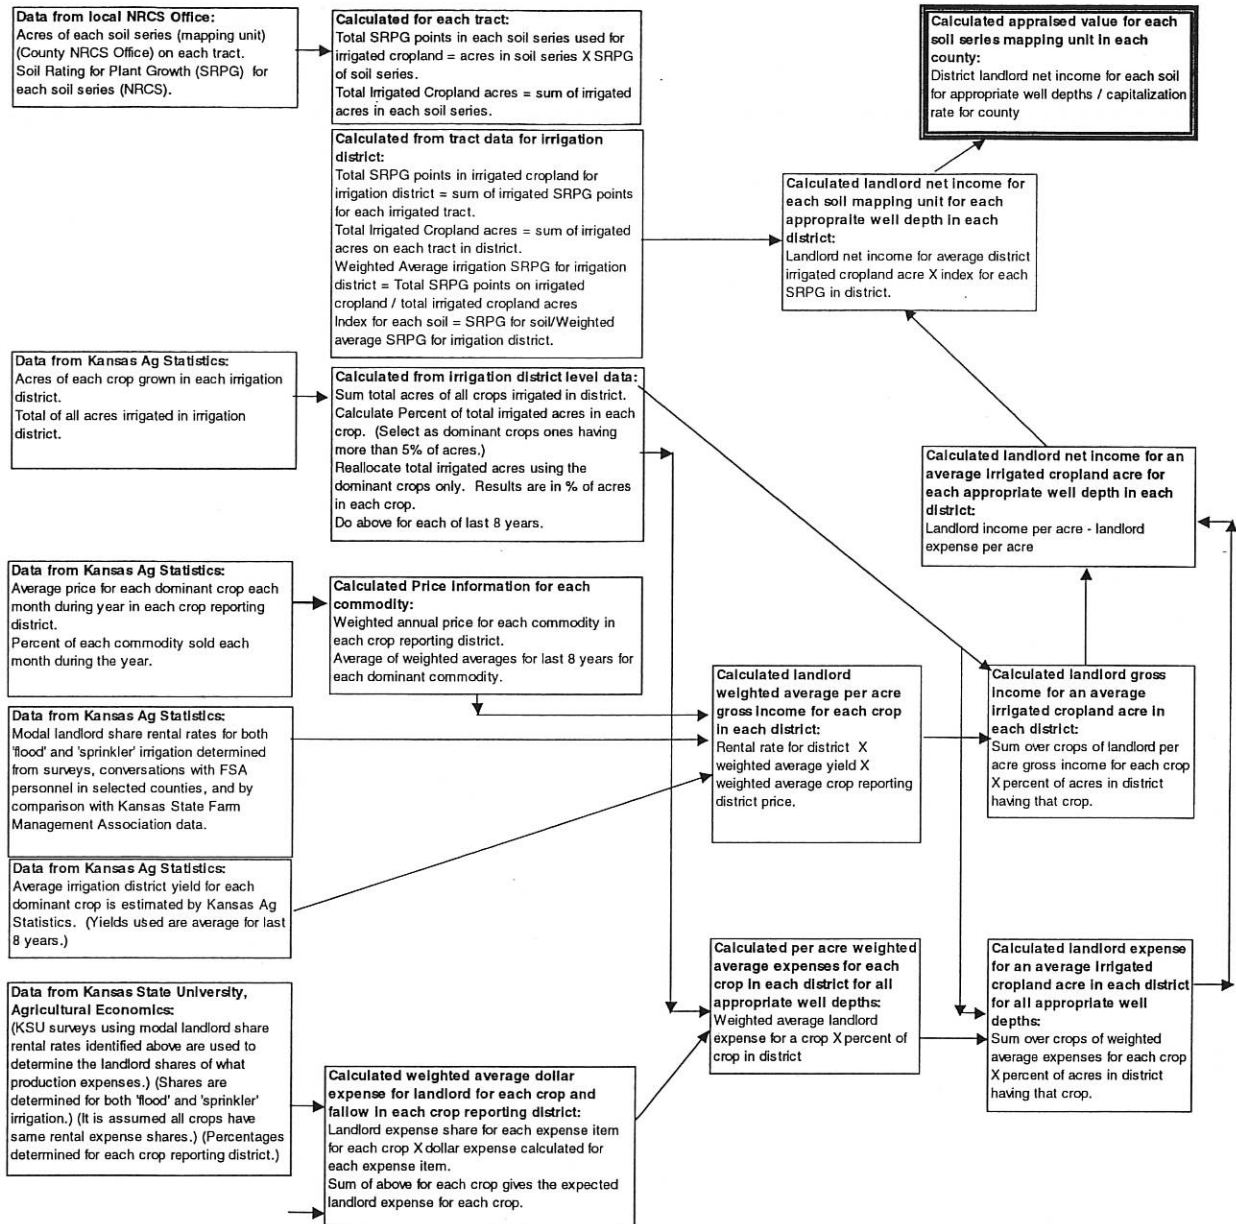 Data from local NRCS Office:
Acres of each soil series (mapping unit)
(County NRCS Office) on each tract.
Soil Rating for Plant Growth (SRPG) for
each soil series (NRCS).
Calculated for each tract:
Total SRPG points in each soil series used for
irrigated cropland = acres in soil series X SRPG
of soil series.
Total Irrigated Cropland acres = sum of irrigated
acres in each soil series.
Calculated appraised value for each
soil series mapping unit in each
county:
District landlord net income for each soil
for appropriate well depths / capitalization
rate for county
Calculated from tract data for irrigation
district:
Total SRPG points in irrigated cropland for
irrigation district = sum of irrigated SRPG points
for each irrigated tract.
Total Irrigated Cropland acres = sum of irrigated
acres on each tract in district.
Weighted Average irrigation SRPG for irrigation
district = Total SRPG points on irrigated
cropland / total irrigated cropland acres
Index for each soil = SRPG for soil/Weighted
average SRPG for irrigation district.
Calculated landlord net income for
each soil mapping unit for each
appropraite well depth in each
district:
Landlord net income for average district
irrigated cropland acre X index for each
SRPG in district.
Data from Kansas Ag Statistics:
Acres of each crop grown in each irrigation
district.
Total of all acres irrigated in irrigation
district.
Calculated from irrigation district level data:
Sum total acres of all crops irrigated in district.
Calculate Percent of total irrigated acres in each
crop. (Select as dominant crops ones having
more than 5% of acres.)
Reallocate total irrigated acres using the
dominant crops only. Results are in % of acres
in each crop.
Do above for each of last 8 years.
Calculated landlord net income for an
average irrigated cropland acre for
each appropriate well depth in each
district:
Landlord income per acre - landlord
expense per acre
Data from Kansas Ag Statistics:
Average price for each dominant crop each
month during year in each crop reporting
district.
Percent of each commodity sold each
month during the year.
Calculated Price Information for each
commodity:
Weighted annual price for each commodity in
each crop reporting district.
Average of weighted averages for last 8 years for
each dominant commodity.
Data from Kansas Ag Statistics:
Modal landlord share rental rates for both
'flood' and 'sprinkler' irrigation determined
from surveys, conversations with FSA
personnel in selected counties, and by
comparison with Kansas State Farm
Management Association data.
Calculated landlord
weighted average per acre
gross income for each crop
in each district:
Rental rate for district X
weighted average yield X
weighted average crop reporting
district price.
Calculated landlord gross
income for an average
irrigated cropland acre in
each district:
Sum over crops of landlord per
acre gross income for each crop
X percent of acres in district
having that crop.
Data from Kansas Ag Statistics:
Average irrigation district yield for each
dominant crop is estimated by Kansas Ag
Statistics. (Yields used are average for last
8 years.)
Calculated per acre weighted
average expenses for each
crop in each district for all
appropriate well depths:
Weighted average landlord
expense for a crop X percent of
crop in district
Calculated landlord expense
for an average irrigated
cropland acre in each district
for all appropriate well
depths:
Sum over crops of weighted
average expenses for each crop
X percent of acres in district
having that crop.
Data from Kansas State University,
Agricultural Economics:
(KSU surveys using modal landlord share
rental rates identified above are used to
determine the landlord shares of what
production expenses.) (Shares are
determined for both 'flood' and 'sprinkler'
irrigation.) (It is assumed all crops have
same rental expense shares.) (Percentages
determined for each crop reporting district.)
Calculated weighted average dollar
expense for landlord for each crop and
fallow in each crop reporting district:
Landlord expense share for each expense item
for each crop X dollar expense calculated for
each expense item.
Sum of above for each crop gives the expected
landlord expense for each crop.